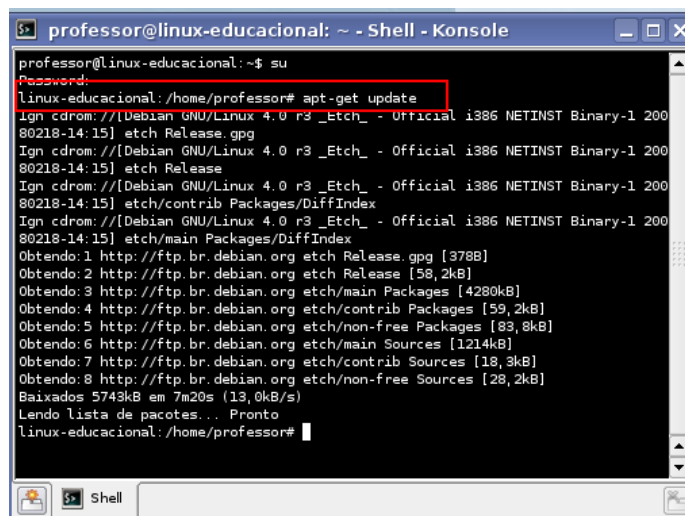 professor@linux-educacional: ~ - Shell - Konsole
professor@linux-educacional:~$ su
Password:
linux-educacional:/home/professor# apt-get update
Ign cdrom://[Debian GNU/Linux 4.0 r3 _Etch_ - Official i386 NETINST Binary-1 200
80218-14:15] etch Release.gpg
Ign cdrom://[Debian GNU/Linux 4.0 r3 _Etch_ - Official i386 NETINST Binary-1 200
80218-14:15] etch Release
Ign cdrom://[Debian GNU/Linux 4.0 r3 _Etch_ - Official i386 NETINST Binary-1 200
80218-14:15] etch/contrib Packages/DiffIndex
Ign cdrom://[Debian GNU/Linux 4.0 r3 _Etch_ - Official i386 NETINST Binary-1 200
80218-14:15] etch/main Packages/DiffIndex
Obtendo:1 http://ftp.br.debian.org etch Release.gpg [378B]
Obtendo:2 http://ftp.br.debian.org etch Release [58,2kB]
Obtendo:3 http://ftp.br.debian.org etch/main Packages [4280kB]
Obtendo:4 http://ftp.br.debian.org etch/contrib Packages [59,2kB]
Obtendo:5 http://ftp.br.debian.org etch/non-free Packages [83,8kB]
Obtendo:6 http://ftp.br.debian.org etch/main Sources [1214kB]
Obtendo:7 http://ftp.br.debian.org etch/contrib Sources [18,3kB]
Obtendo:8 http://ftp.br.debian.org etch/non-free Sources [28,2kB]
Baixados 5743kB em 7m20s (13,0kB/s)
Lendo lista de pacotes... Pronto
linux-educacional:/home/professor#
Shell